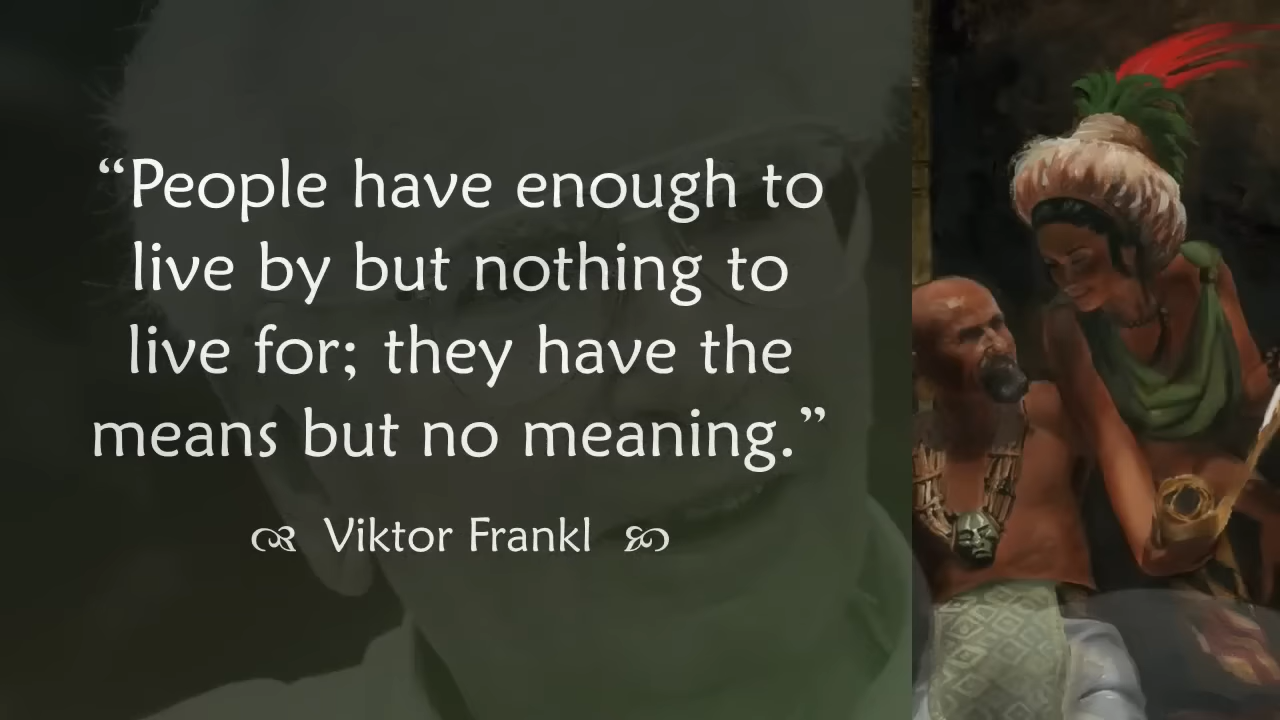 “People have enough to
live by but nothing to
live for; they have the
means but no meaning.”
Viktor Frankl